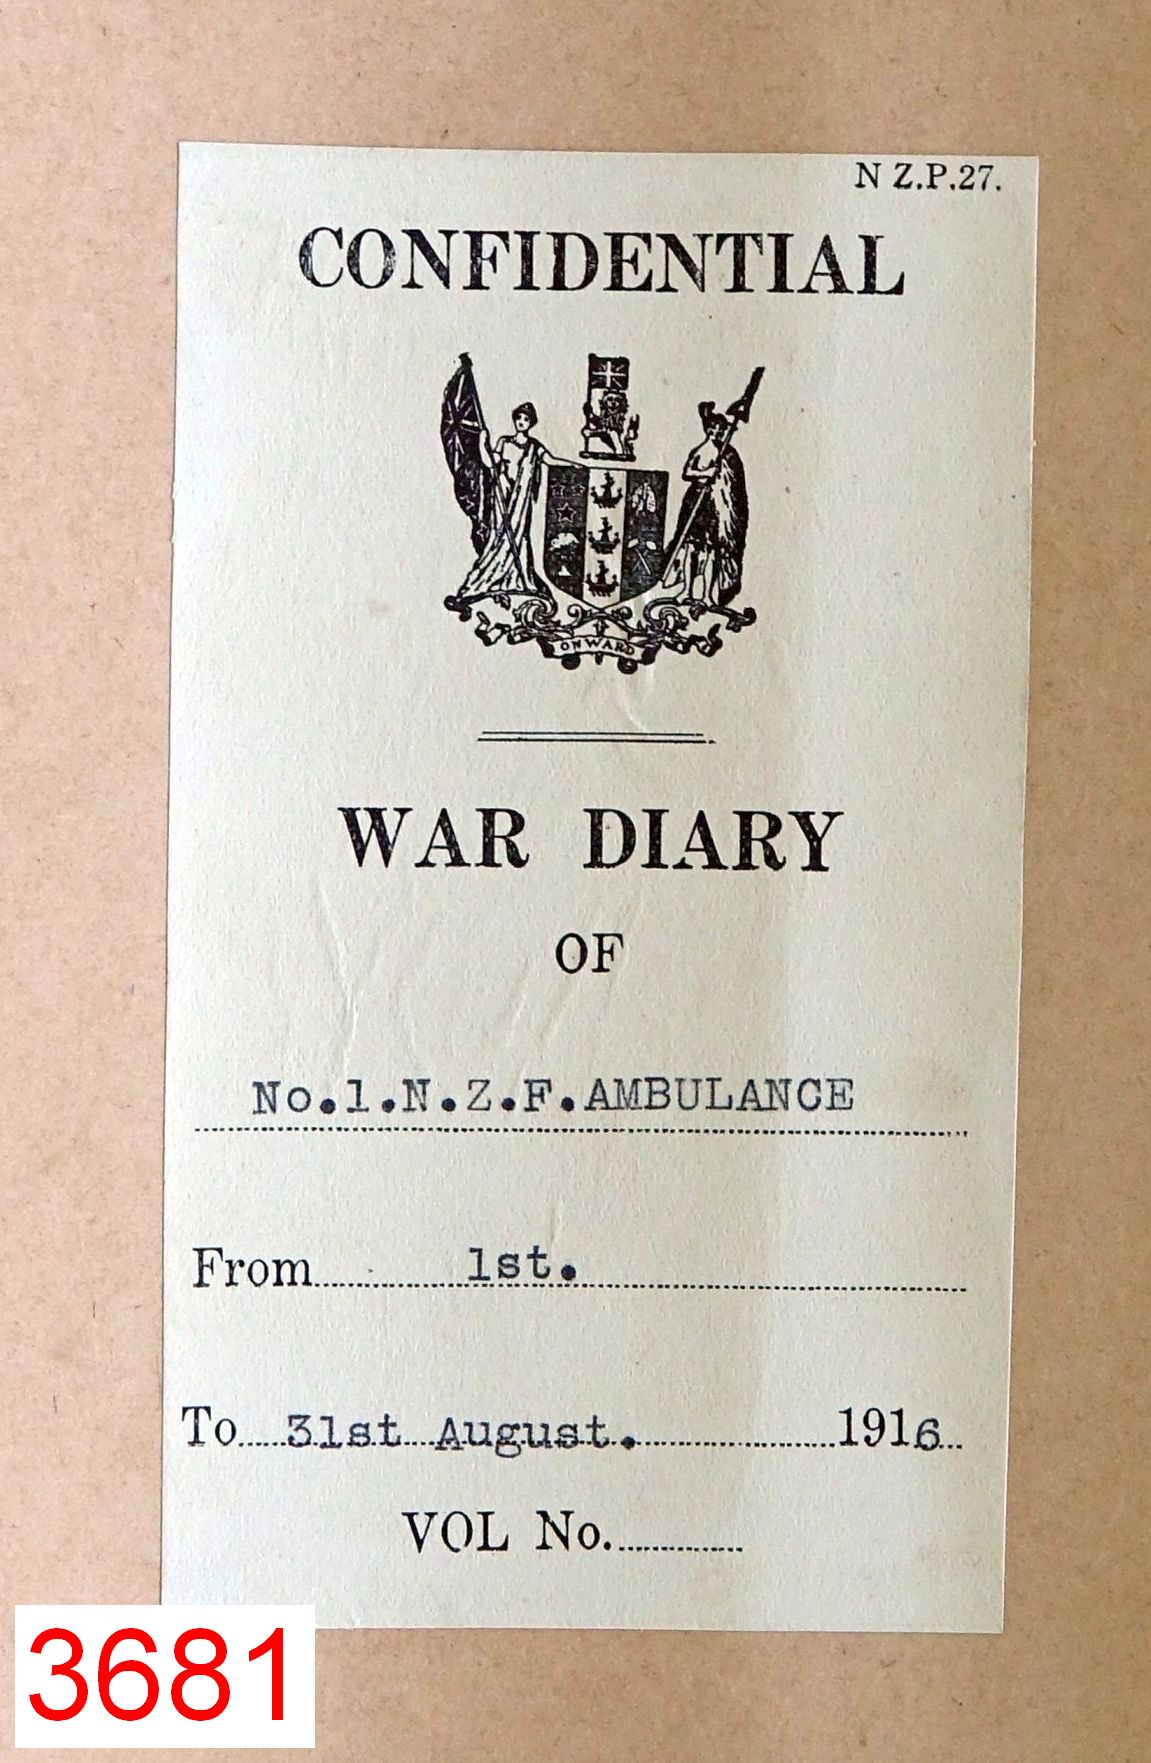 N Z.P.27.
CONFIDENTIAL
ONWARD
WAR DIARY
OF
No.1.N.Z.F.AMBULANCE
From 1st.
To 31st August. 1916
VOL No.
3681